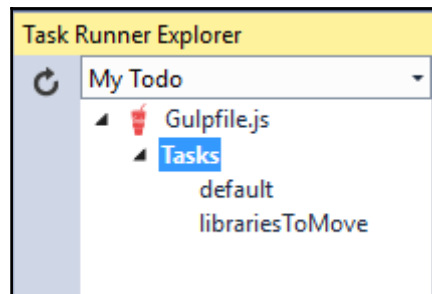 Task Runner Explorer
My Todo
Gulpfile.js
Tasks
default
librariesToMove